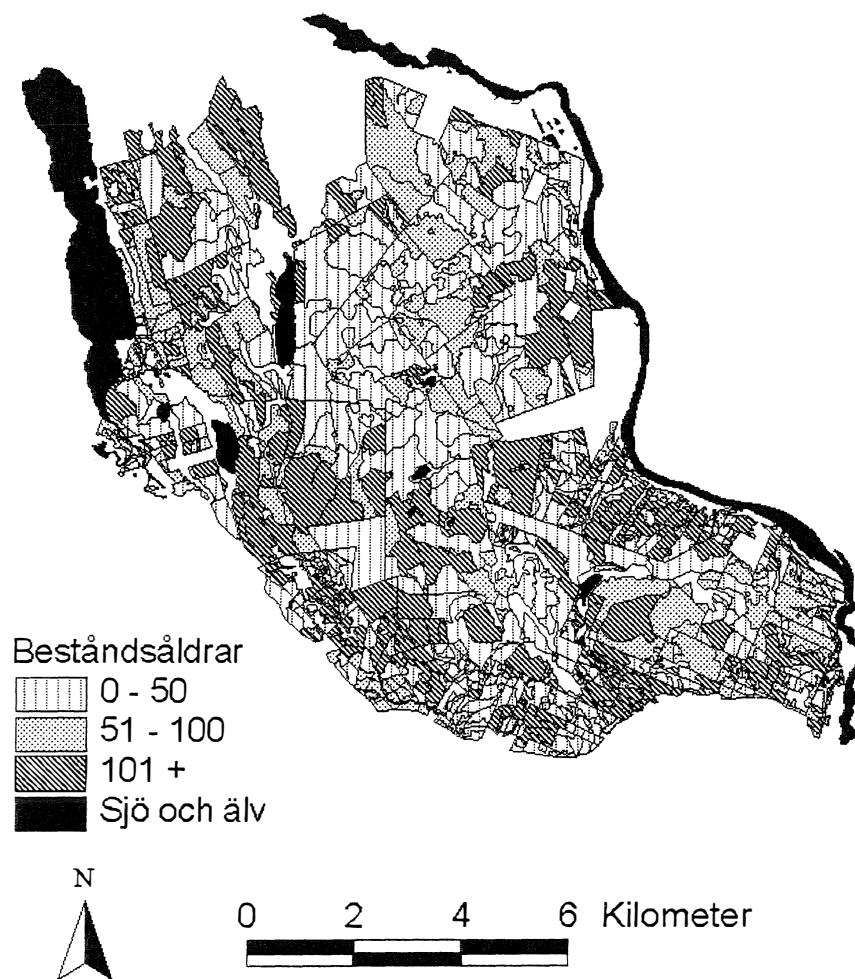 Beståndsåldrar
0 - 50
51 - 100
101 +
Sjö och älv
N
0 2 4 6 Kilometer